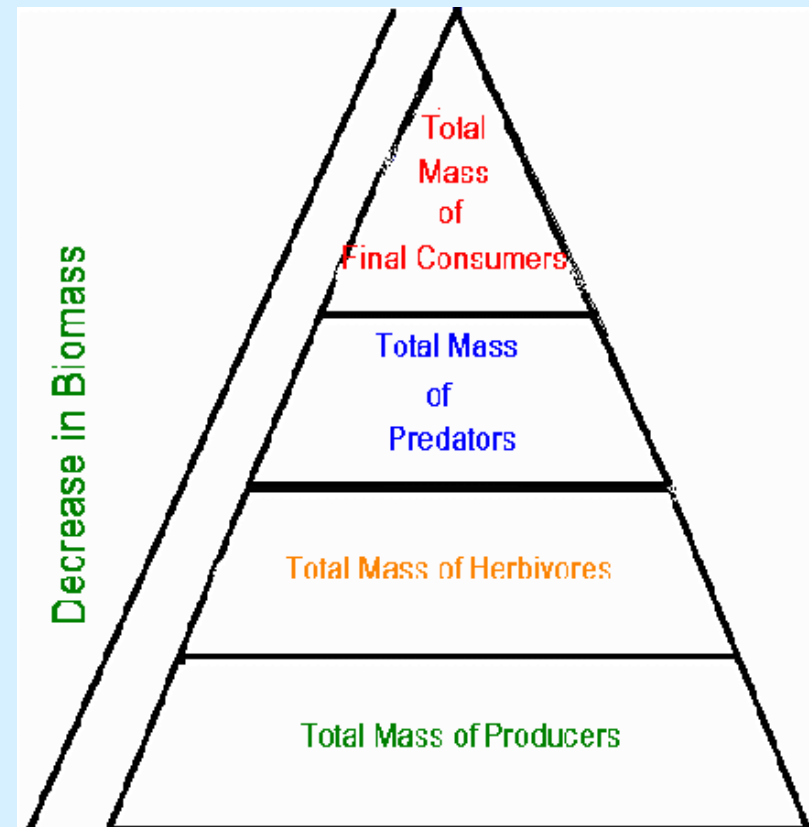 Total
Mass
of
Final Consumers
Total Mass
of
Predators
Total Mass of Herbivores
Total Mass of Producers
Decrease in Biomass